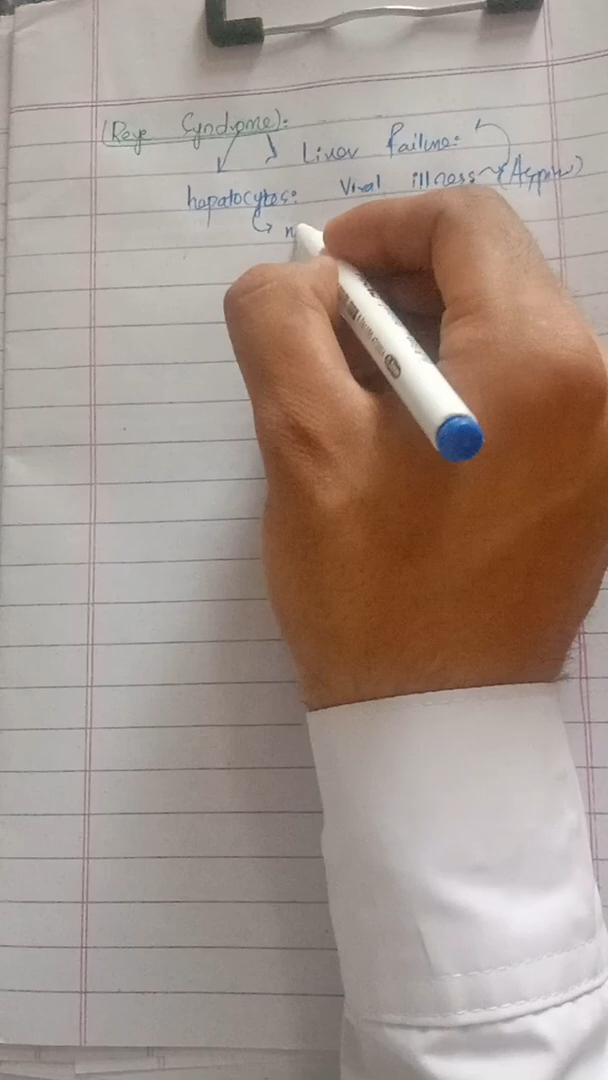 (Reye Syndrome):
Liver Failure:
hepatocytes: Viral illness (Aspirin)